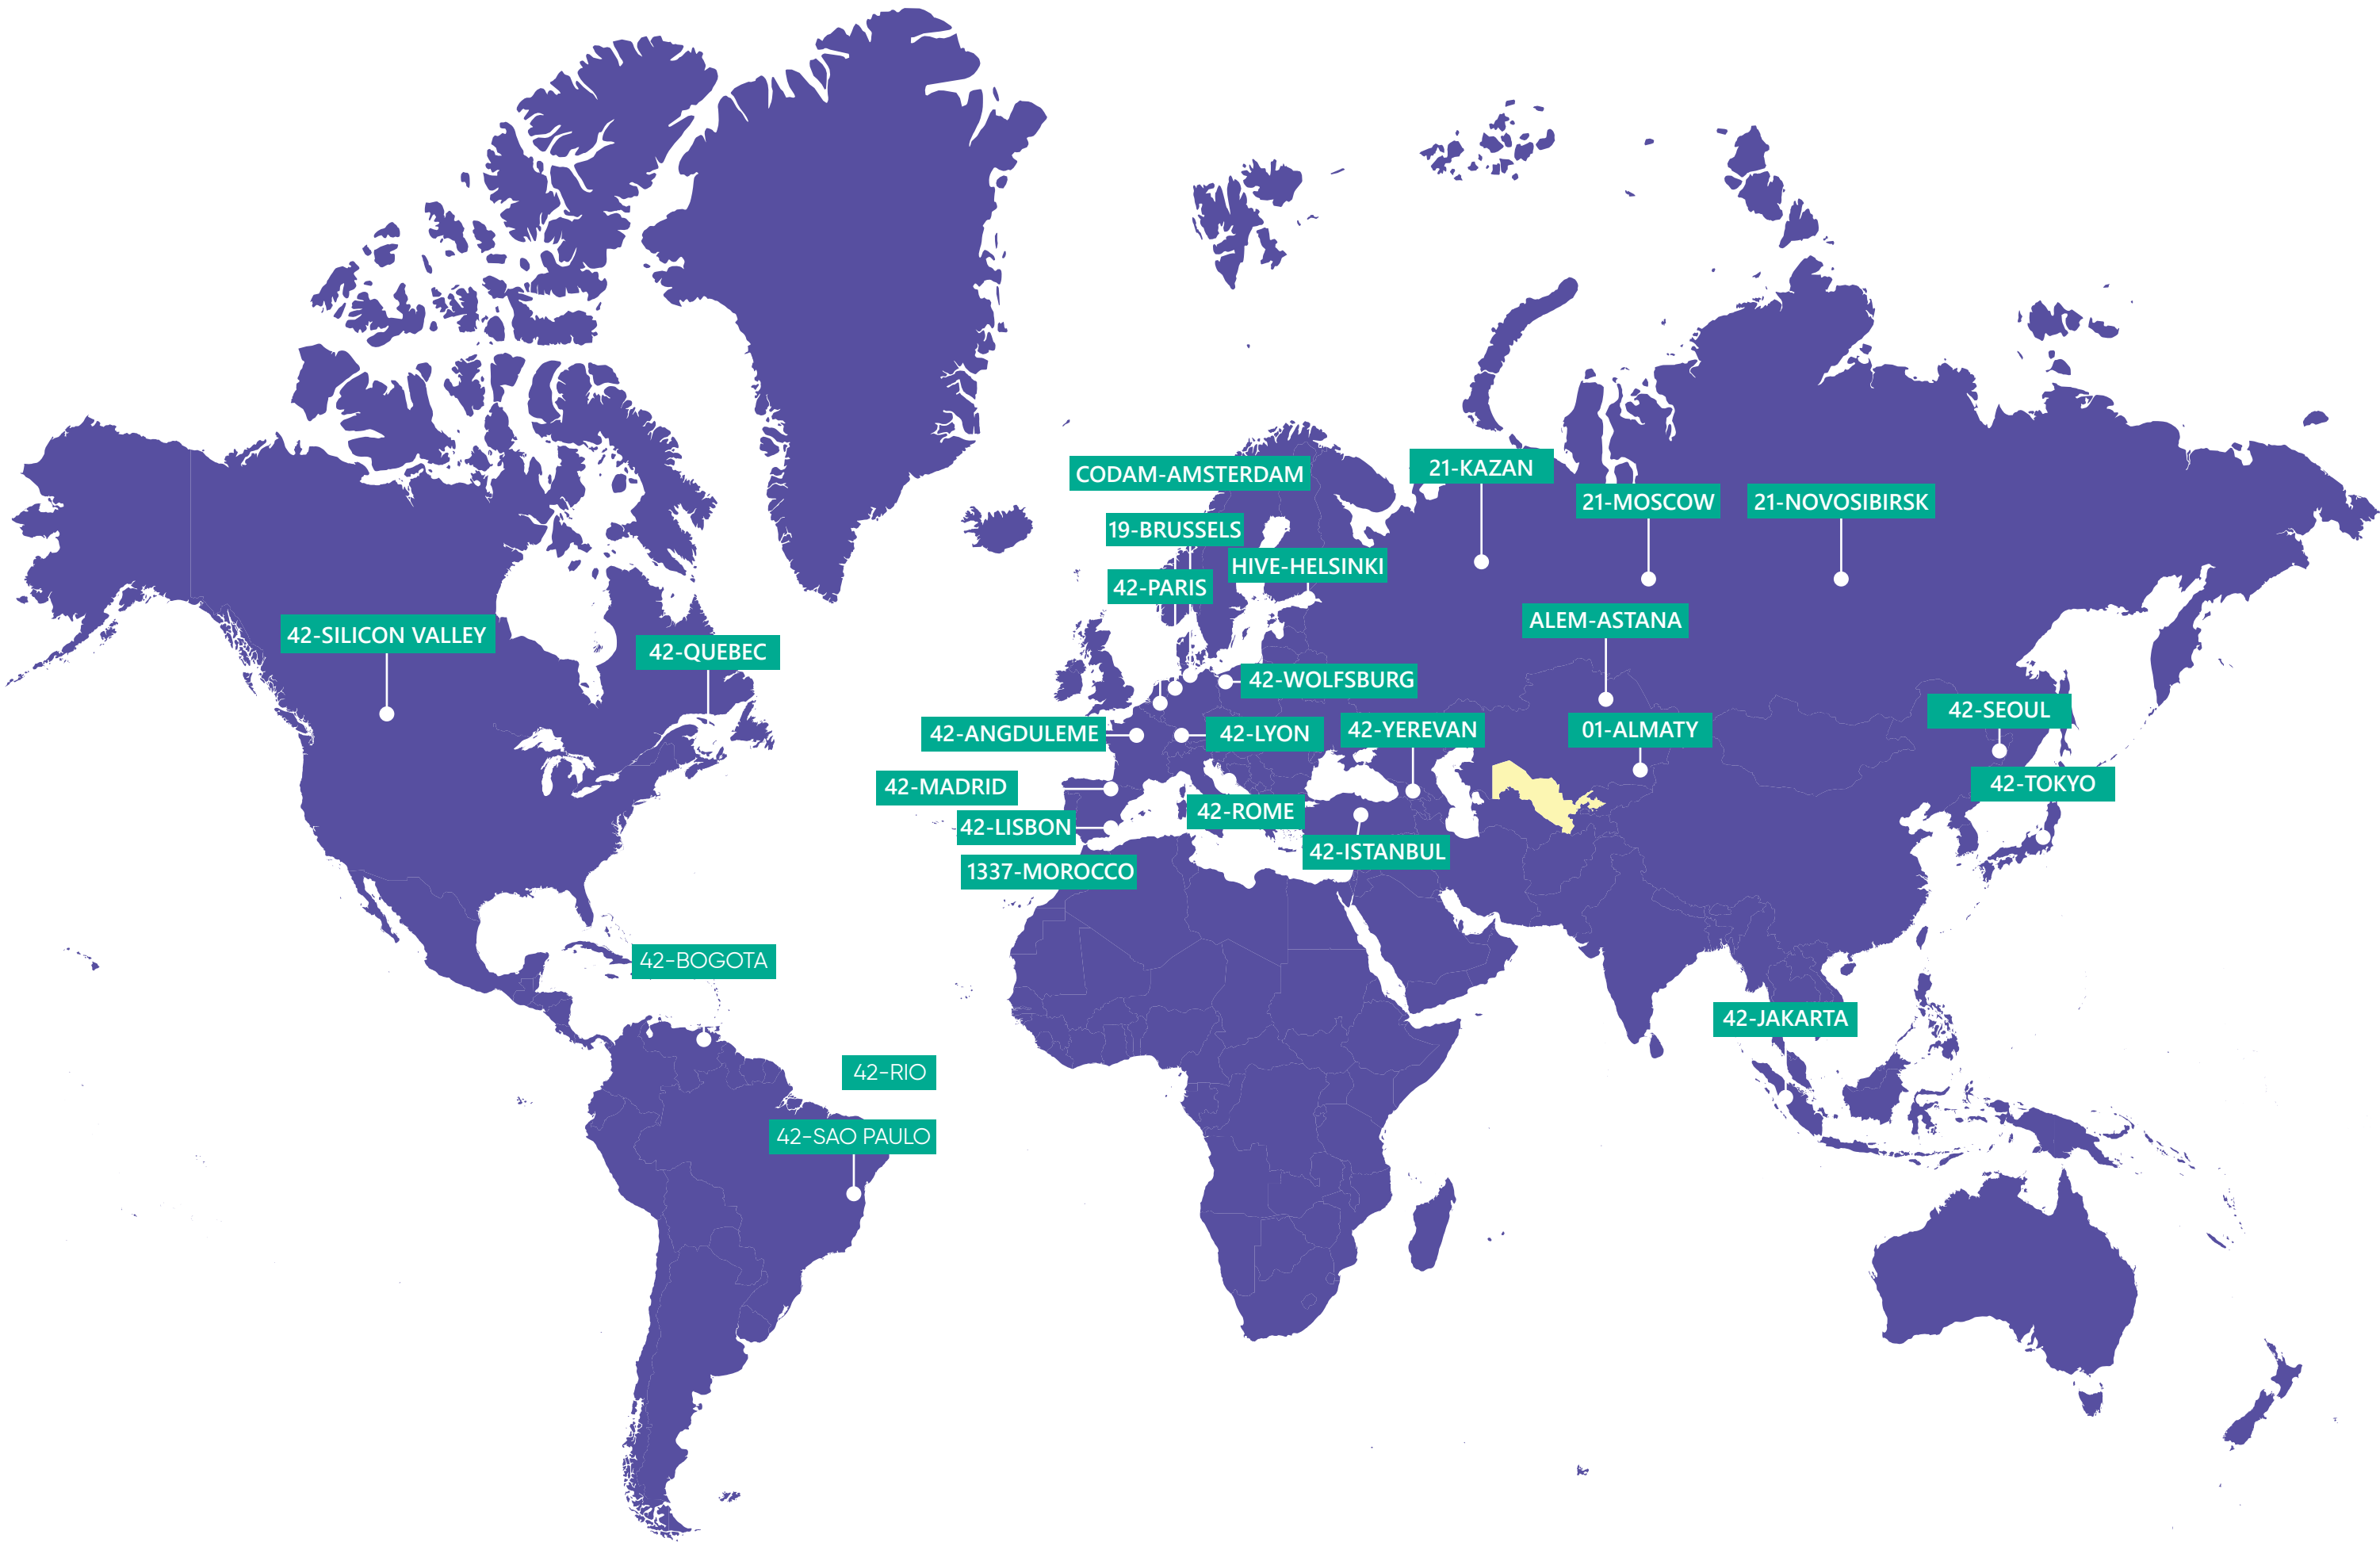 21-KAZAN
CODAM-AMSTERDAM
21-MOSCOW
21-NOVOSIBIRSK
19-BRUSSELS
HIVE-HELSINKI
42-PARIS
ALEM-ASTANA
42-SILICON VALLEY
42-QUEBEC
42-WOLFSBURG
42-SEOUL
42-ANGDULEME
42-LYON
42-YEREVAN
01-ALMATY
42-MADRID
42-TOKYO
42-ROME
42-LISBON
42-ISTANBUL
1337-MOROCCO
42-BOGOTA
42-JAKARTA
42-RIO
42-SAO PAULO